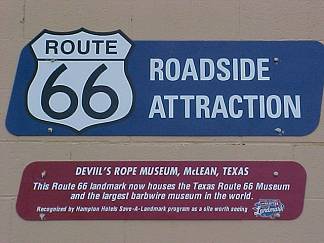 ROUTE
66
ROADSIDE
ATTRACTION
DEVIL'S ROPE MUSEUM, McLEAN, TEXAS
This Route 66 landmark now houses the Texas Route 66 Museum
and the largest barbwire museum in the world.
Recognized by Hampton Hotels Save-A-Landmark program as a site worth seeing
Landmark